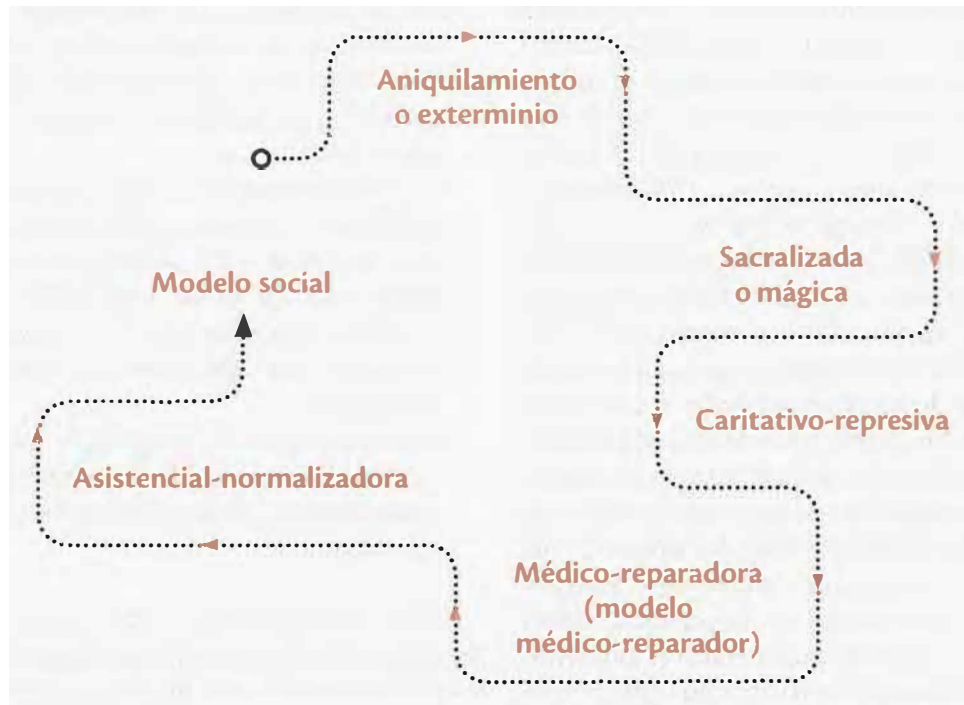 Aniquilamiento
o exterminio
Sacralizada
o mágica
Caritativo-represiva
Médico-reparadora
(modelo
médico-reparador)
Asistencial-normalizadora
Modelo social